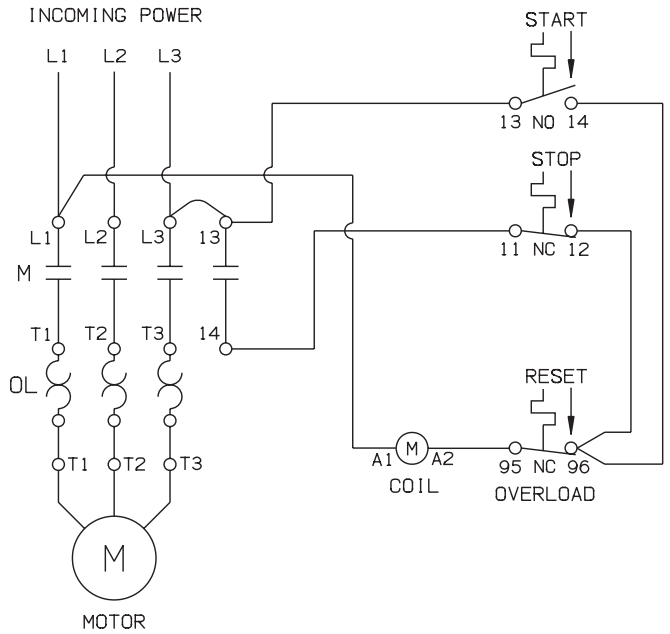 INCOMING POWER
START
L1 L2 L3
13 NO 14
STOP
L1 L2 L3 13
11 NC 12
M
T1 T2 T3 14
RESET
OL
M
A1 A2
95 NC 96
T1 T2 T3
COIL
OVERLOAD
M
MOTOR